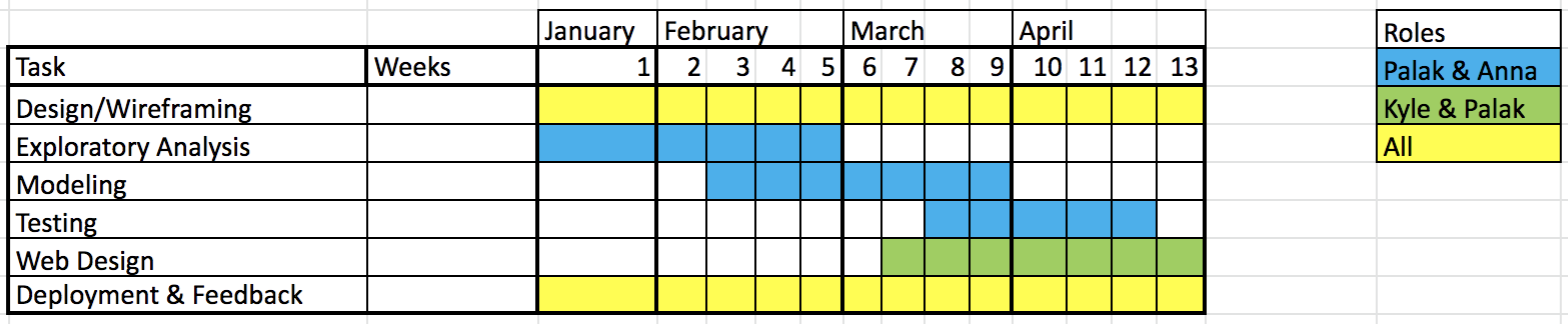 January February March April Roles
Task Weeks 1 2 3 4 5 6 7 8 9 10 11 12 13 Palak & Anna
Design/Wireframing Kyle & Palak
Exploratory Analysis All
Modeling
Testing
Web Design
Deployment & Feedback